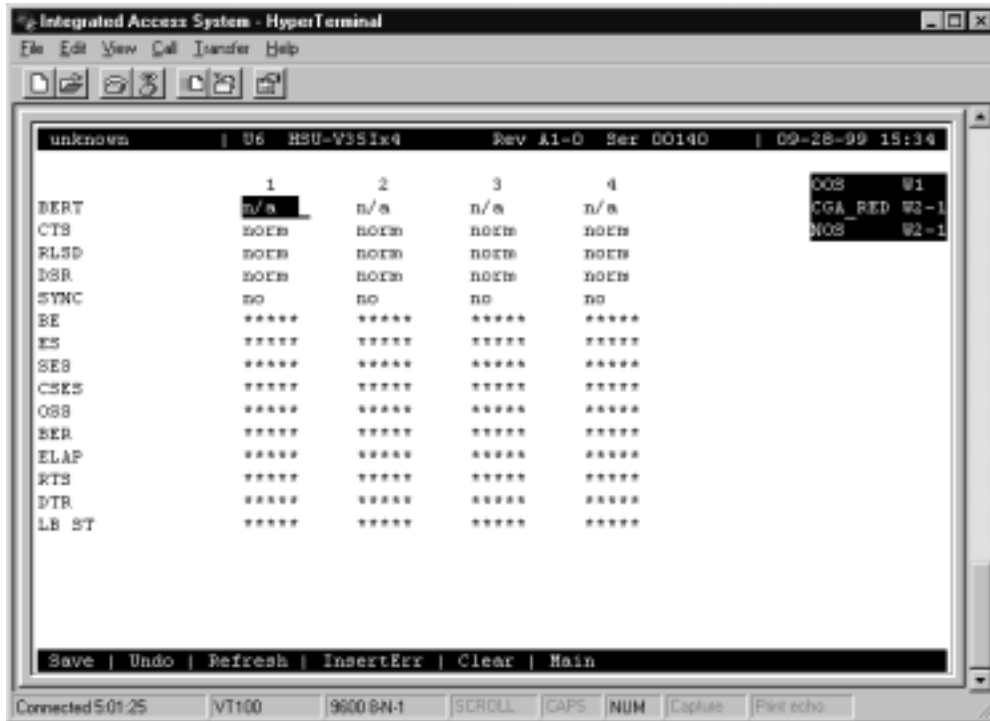 Integrated Access System - HyperTerminal
File Edit View Call Transfer Help
unknown | U6 HSU-V35Ix4 Rev A1-0 Ser 00140 | 09-28-99 15:34
1 2 3 4 OOS W1
BERT n/a n/a n/a n/a CGA_RED W2-1
CTS norm norm norm norm NOS W2-1
RLSD norm norm norm norm
DSR norm norm norm norm
SYNC no no no no
BE ***** ***** ***** *****
ES ***** ***** ***** *****
SES ***** ***** ***** *****
CSES ***** ***** ***** *****
OSS ***** ***** ***** *****
BER ***** ***** ***** *****
ELAP ***** ***** ***** *****
RTS ***** ***** ***** *****
DTR ***** ***** ***** *****
LB ST ***** ***** ***** *****
Save | Undo | Refresh | InsertErr | Clear | Main
Connected 5:01:25 VT100 9600 8-N-1 SCROLL CAPS NUM Capture Print echo